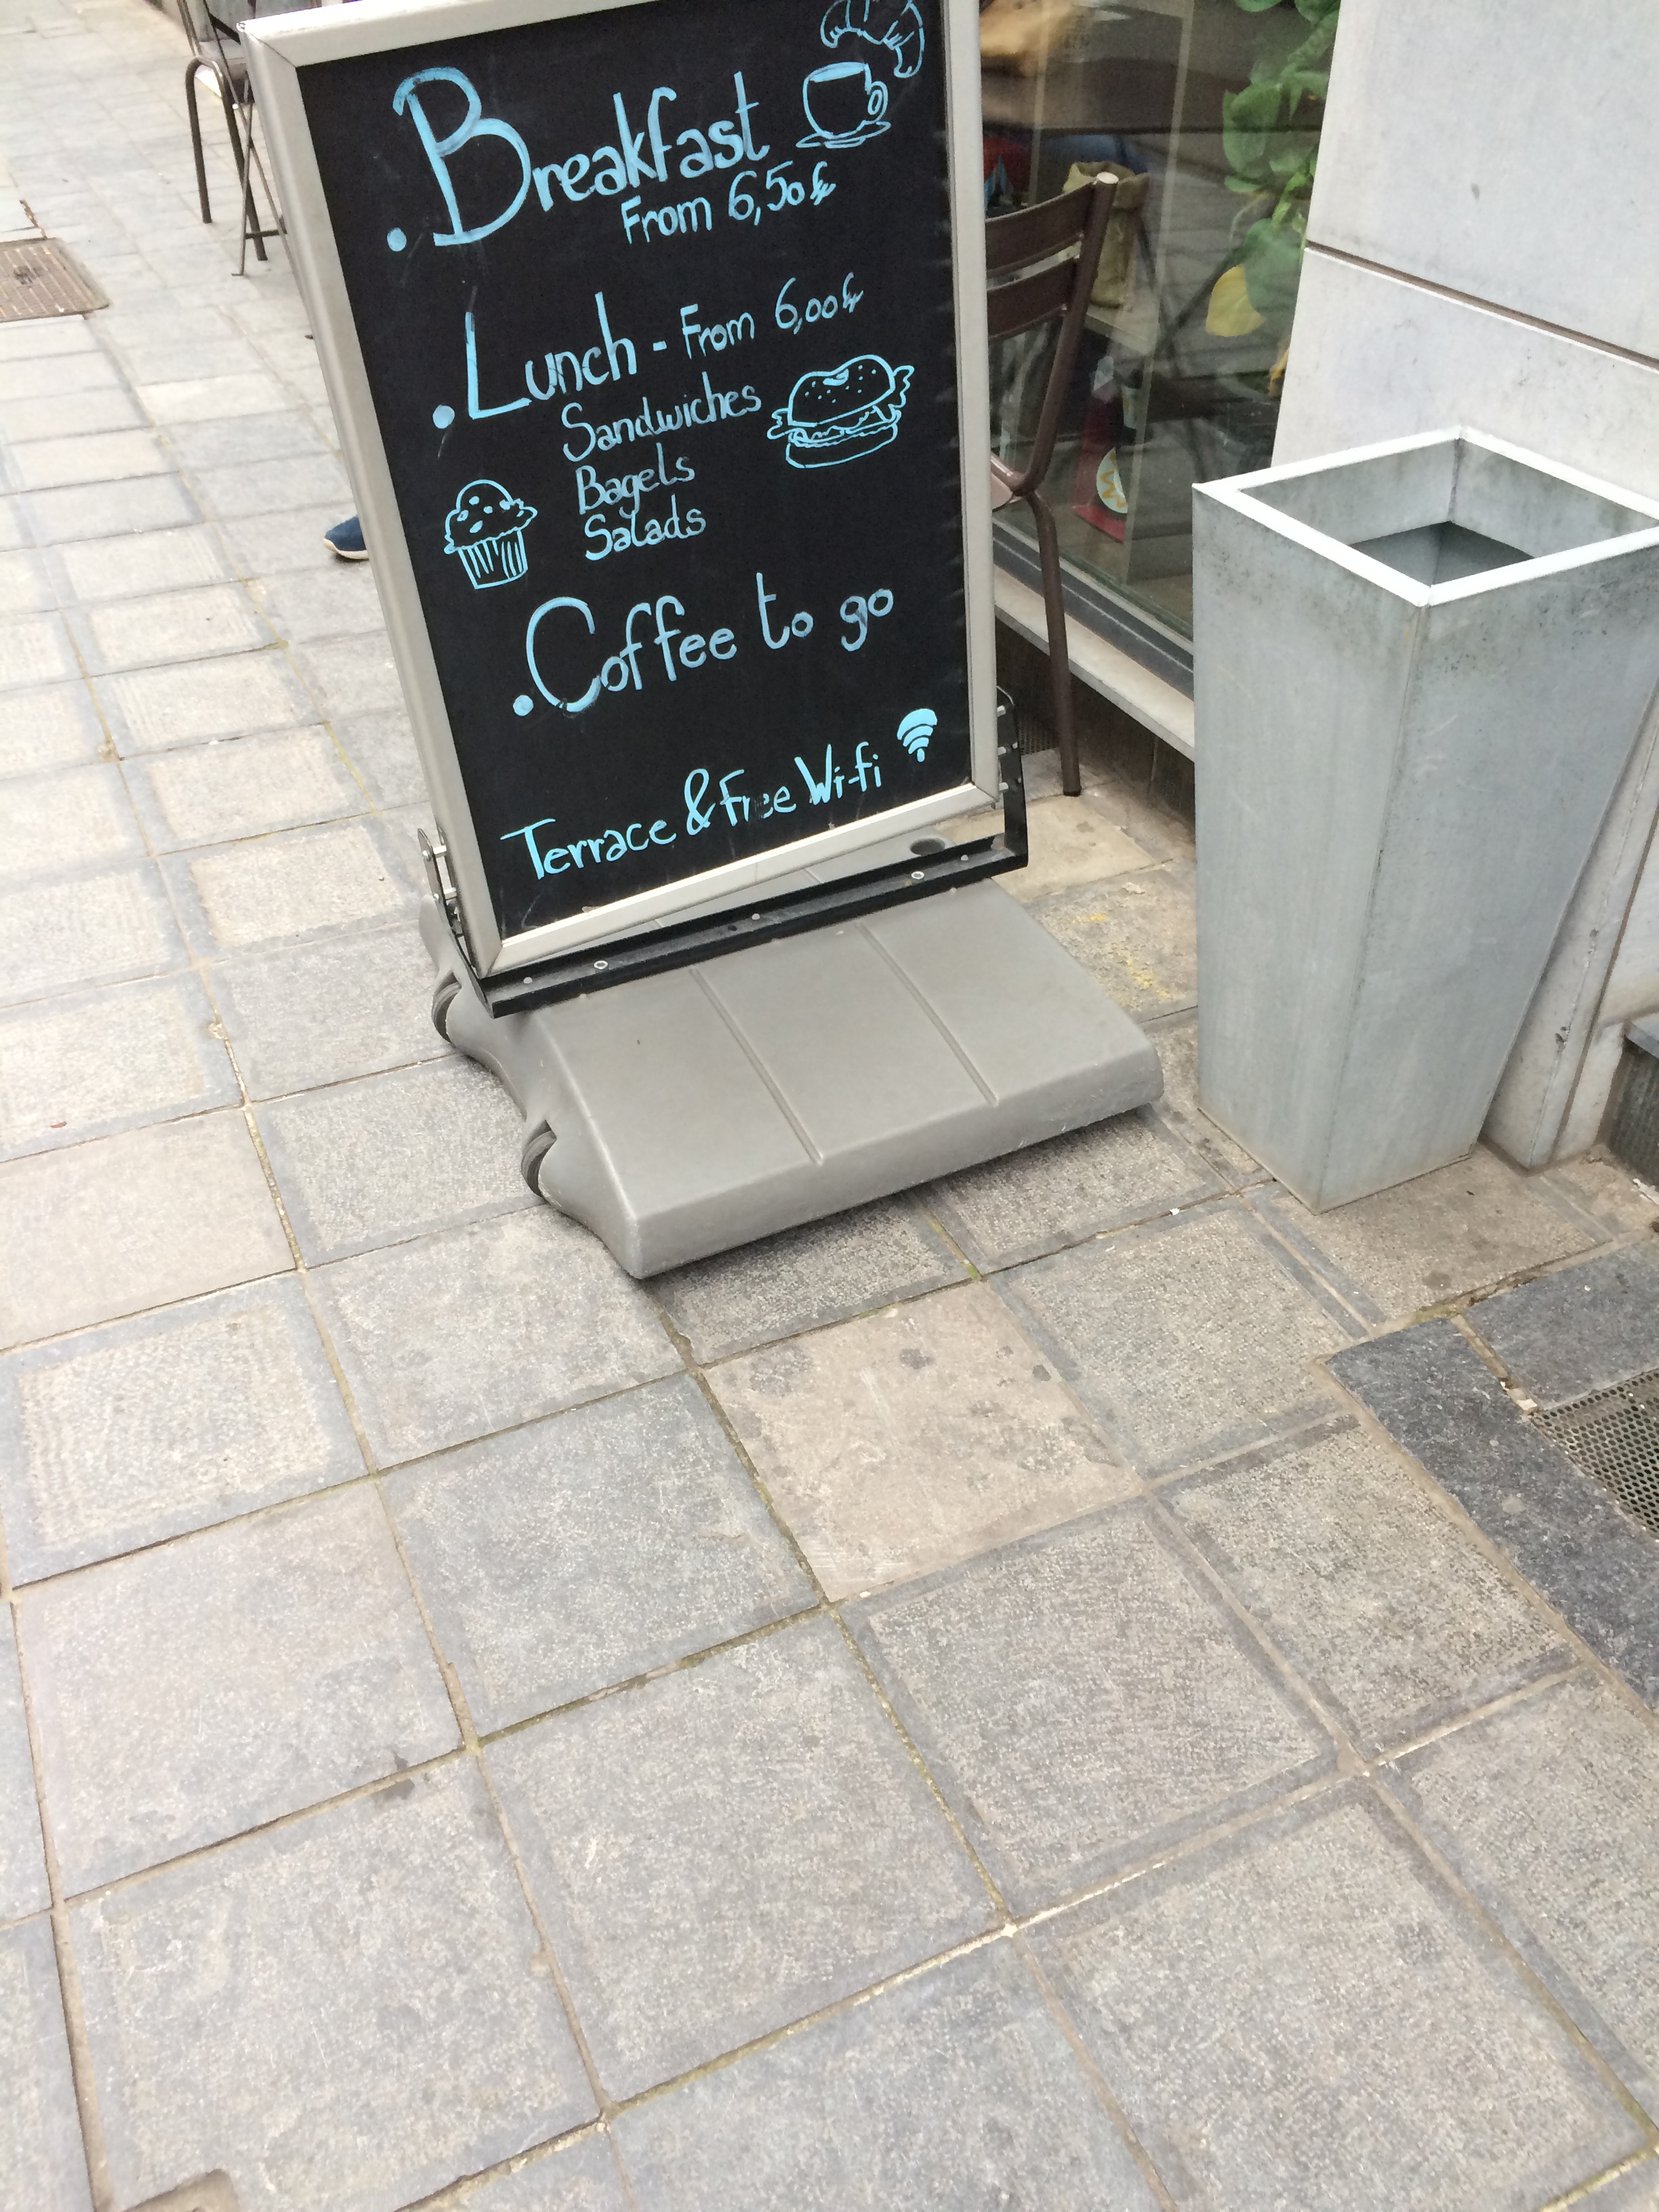 .Breakfast
From 6,50€
.Lunch - From 6,00€
Sandwiches
Bagels
Salads
.Coffee to go
Terrace & Free Wi-fi